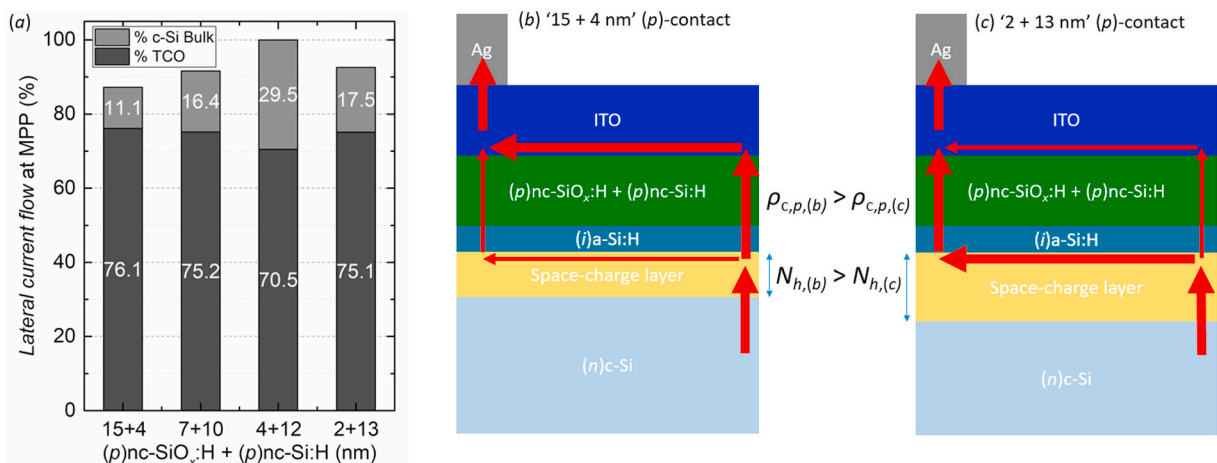 (a)
100
80
60
40
20
0
Lateral current flow at MPP (%)
% c-Si Bulk
% TCO
11.1
16.4
29.5
17.5
76.1
75.2
70.5
75.1
15+4
7+10
4+12
2+13
(p)nc-SiOx:H + (p)nc-Si:H (nm)
(b) ‘15 + 4 nm’ (p)-contact
Ag
ITO
(p)nc-SiOx:H + (p)nc-Si:H
(i)a-Si:H
Space-charge layer
(n)c-Si
ρc,p,(b) > ρc,p,(c)
Nh,(b) > Nh,(c)
(c) ‘2 + 13 nm’ (p)-contact
Ag
ITO
(p)nc-SiOx:H + (p)nc-Si:H
(i)a-Si:H
Space-charge layer
(n)c-Si